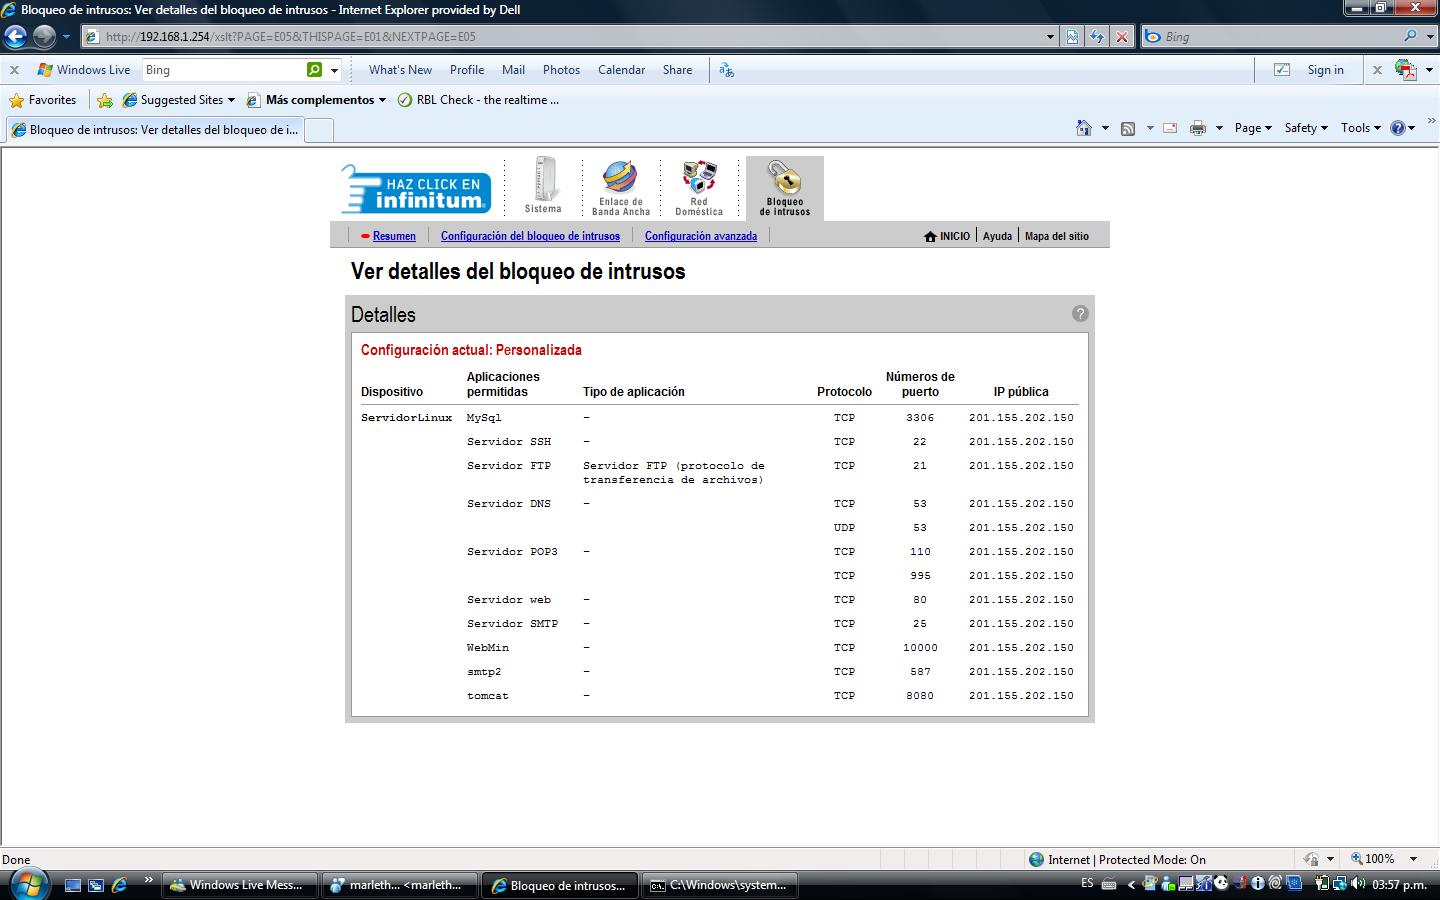 Bloqueo de intrusos: Ver detalles del bloqueo de intrusos - Internet Explorer provided by Dell
http://192.168.1.254/xslt?PAGE=E05&THISPAGE=E01&NEXTPAGE=E05
Bing
Windows Live
Bing
What's New Profile Mail Photos Calendar Share
Sign in
Favorites Suggested Sites Más complementos RBL Check - the realtime ...
Bloqueo de intrusos: Ver detalles del bloqueo de i...
Page Safety Tools
HAZ CLICK EN
infinitum
Sistema
Enlace de
Banda Ancha
Red
Doméstica
Bloqueo
de intrusos
Resumen Configuración del bloqueo de intrusos Configuración avanzada INICIO Ayuda Mapa del sitio
Ver detalles del bloqueo de intrusos
Detalles ?
Configuración actual: Personalizada
Dispositivo Aplicaciones permitidas Tipo de aplicación Protocolo Números de puerto IP pública
ServidorLinux MySql - TCP 3306 201.155.202.150
Servidor SSH - TCP 22 201.155.202.150
Servidor FTP Servidor FTP (protocolo de TCP 21 201.155.202.150
transferencia de archivos)
Servidor DNS - TCP 53 201.155.202.150
UDP 53 201.155.202.150
Servidor POP3 - TCP 110 201.155.202.150
TCP 995 201.155.202.150
Servidor web - TCP 80 201.155.202.150
Servidor SMTP - TCP 25 201.155.202.150
WebMin - TCP 10000 201.155.202.150
smtp2 - TCP 587 201.155.202.150
tomcat - TCP 8080 201.155.202.150
Done
Internet | Protected Mode: On
100%
Windows Live Mess...
marleth... <marleth...
Bloqueo de intrusos...
C:\Windows\system...
ES
03:57 p.m.